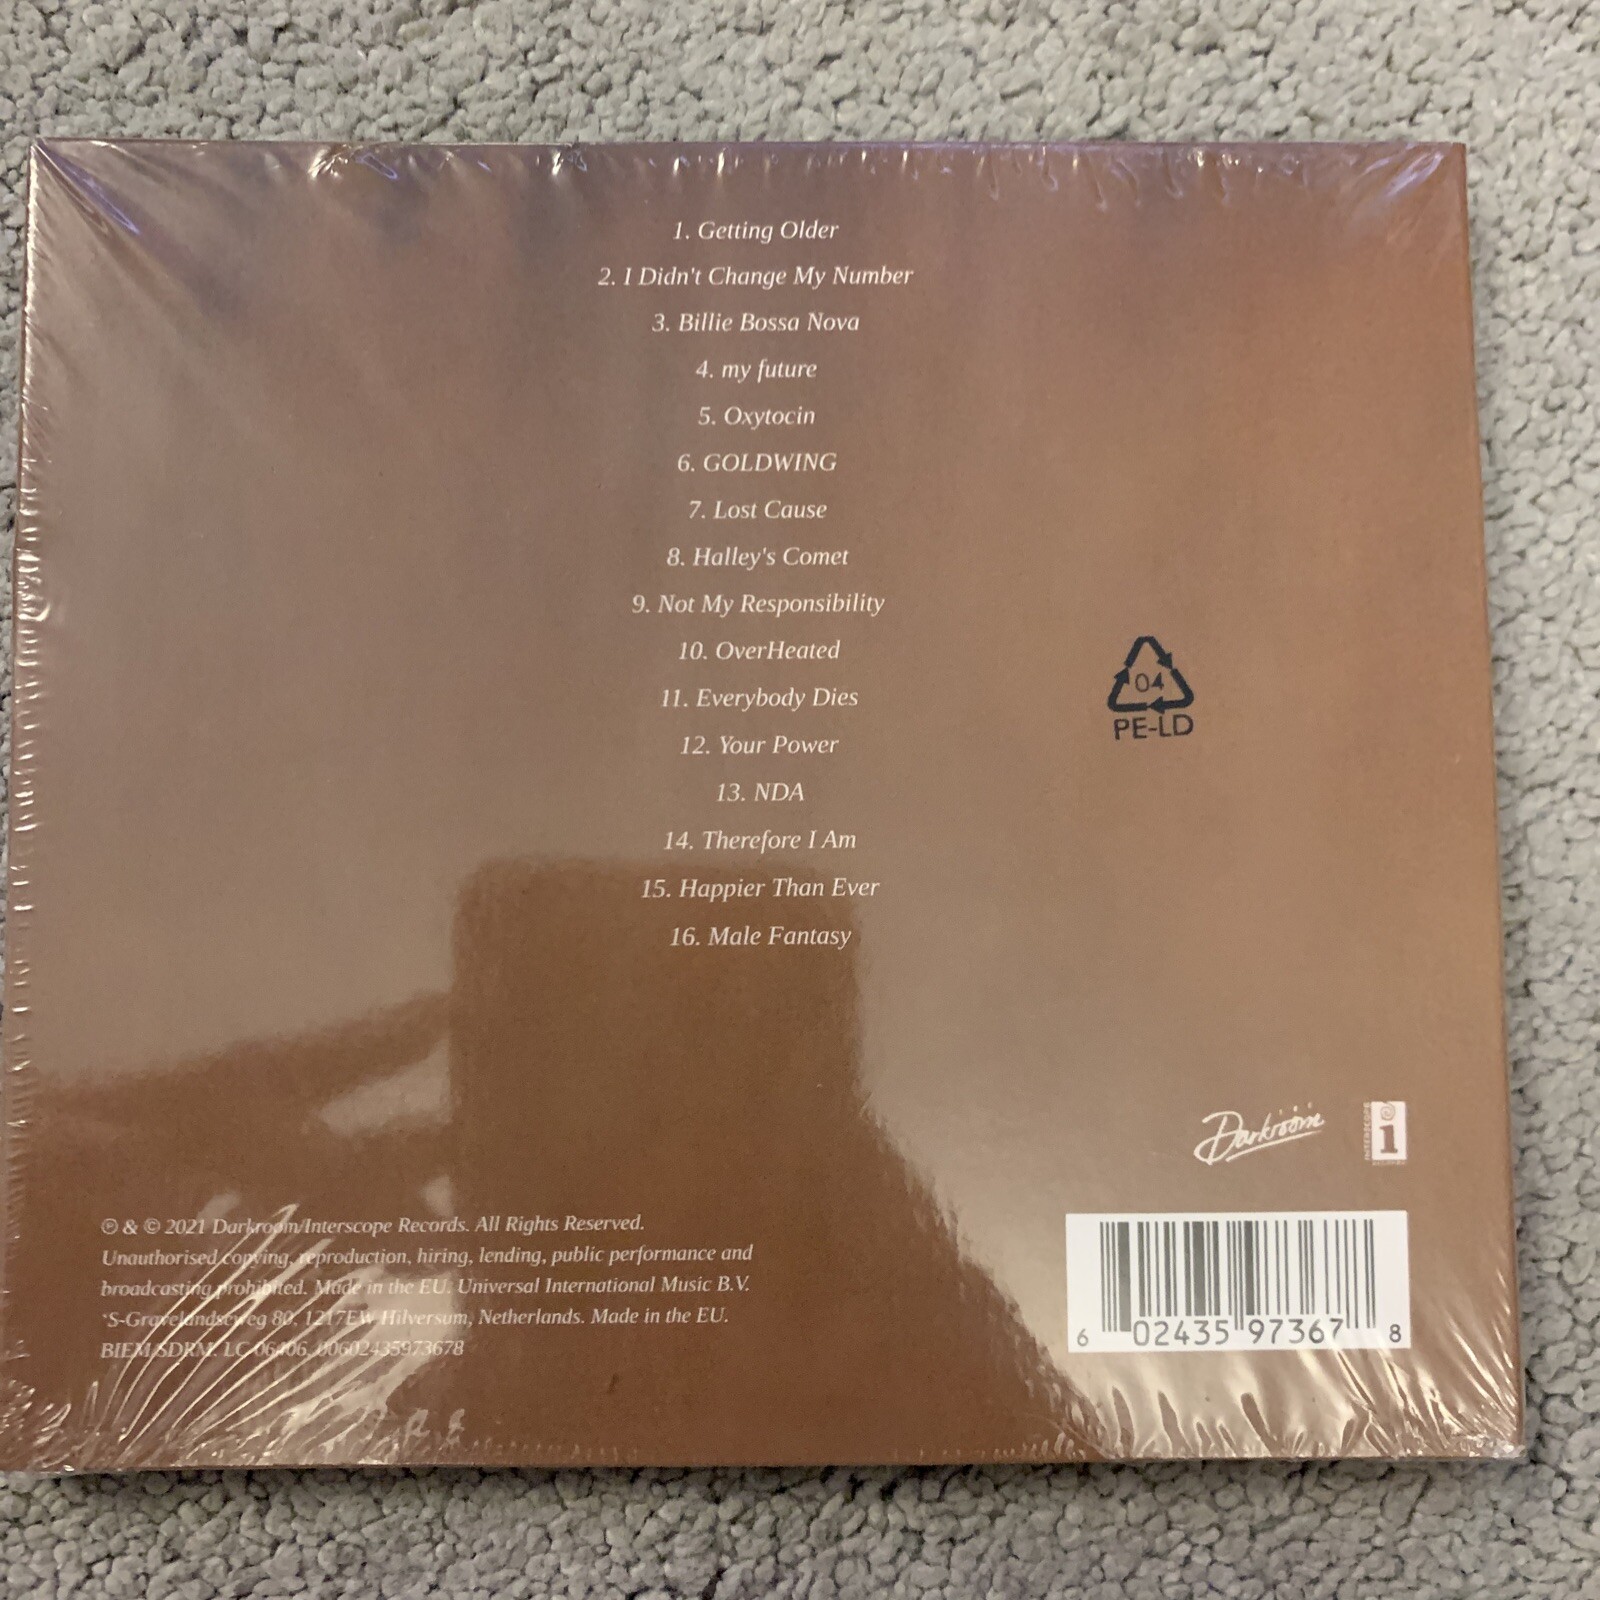 1. Getting Older
2. I Didn't Change My Number
3. Billie Bossa Nova
4. my future
5. Oxytocin
6. GOLDWING
7. Lost Cause
8. Halley's Comet
9. Not My Responsibility
10. OverHeated
11. Everybody Dies
12. Your Power
13. NDA
14. Therefore I Am
15. Happier Than Ever
16. Male Fantasy
04
PE-LD
Darkroom
INTERSCOPE
i
℗ & © 2021 Darkroom/Interscope Records. All Rights Reserved.
Unauthorised copying, reproduction, hiring, lending, public performance and
broadcasting prohibited. Made in the EU. Universal International Music B.V.
'S-Gravelandseweg 80, 1217EW Hilversum, Netherlands. Made in the EU.
BIEM/SDRM. LC 06406, 00602435973678
6 02435 97367 8